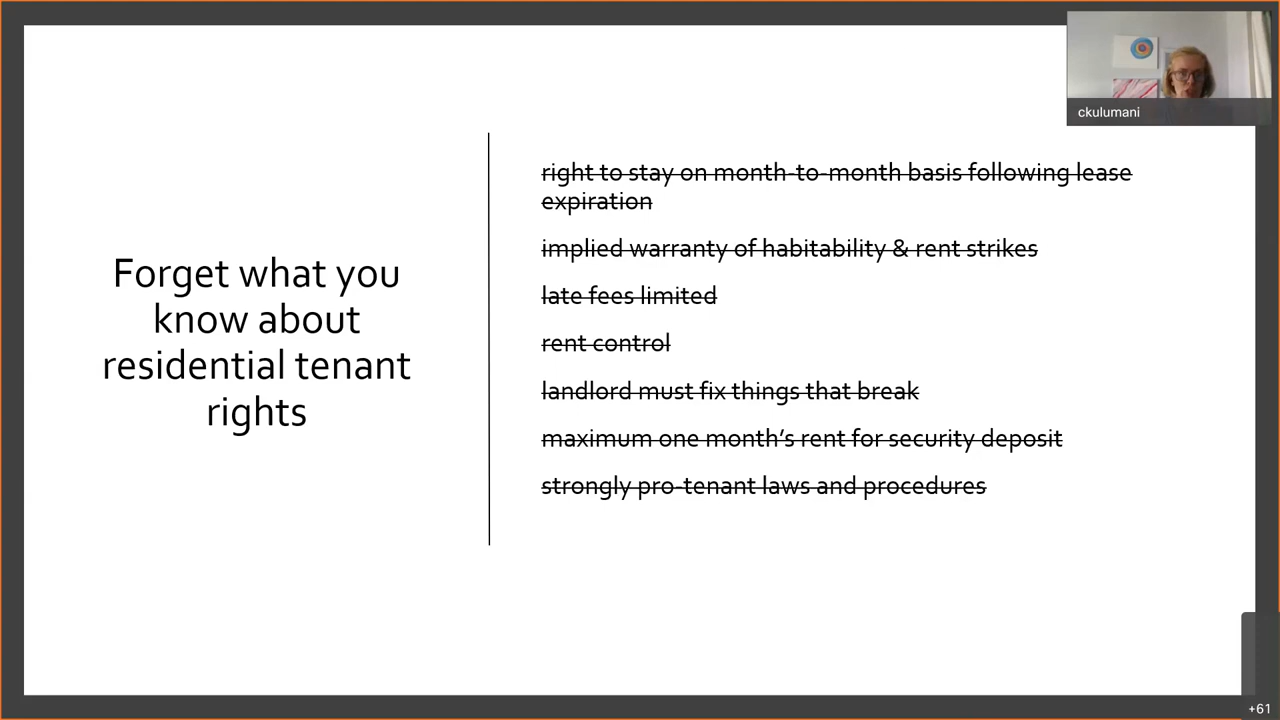 ckulumani
Forget what you
know about
residential tenant
rights
right to stay on month-to-month basis following lease
expiration
implied warranty of habitability & rent strikes
late fees limited
rent control
landlord must fix things that break
maximum one month’s rent for security deposit
strongly pro-tenant laws and procedures
+61